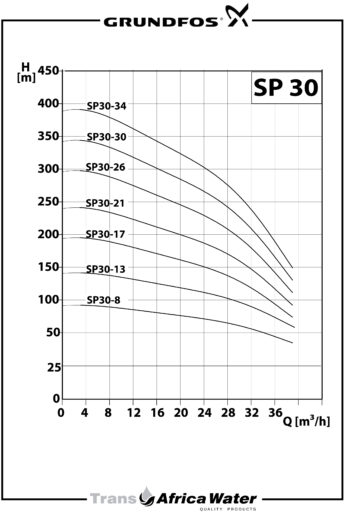 GRUNDFOS
H
[m]
450
SP 30
400
SP30-34
350
SP30-30
300
SP30-26
250
SP30-21
200
SP30-17
150
SP30-13
100
SP30-8
50
25
0
0 4 8 12 16 20 24 28 32 36
Q [m³/h]
Trans Africa Water
QUALITY PRODUCTS